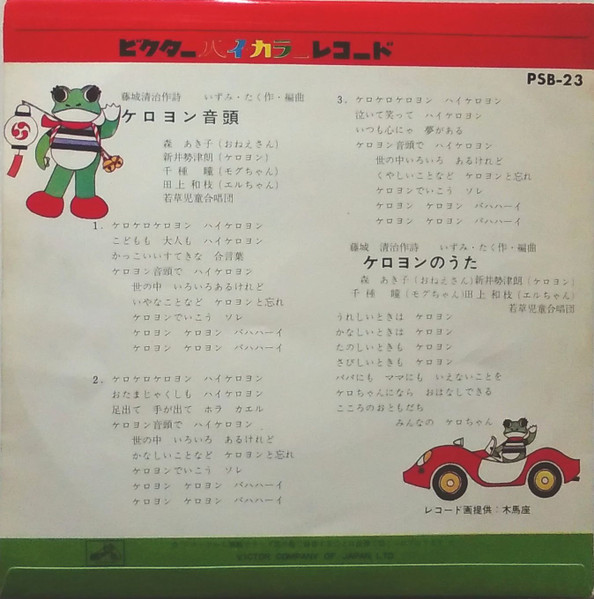 ビクターハイカラーレコード
PSB-23
藤城清治作詩 いずみ・たく作・編曲
ケロヨン音頭
森 あき子(おねえさん)
新井勢津朗(ケロヨン)
千種 瞳(モグちゃん)
田上和枝(エルちゃん)
若草児童合唱団
1. ケロケロケロヨン ハイケロヨン
こどもも 大人も ハイケロヨン
かっこいいすてきな 合言葉
ケロヨン音頭で ハイケロヨン
世の中 いろいろあるけれど
いやなことなど ケロヨンと忘れ
ケロヨンでいこう ソレ
ケロヨン ケロヨン バハハーイ
ケロヨン ケロヨン バハハーイ
2. ケロケロケロヨン ハイケロヨン
おたまじゃくしも ハイケロヨン
足出て 手が出て ホラ カエル
ケロヨン音頭で ハイケロヨン
世の中 いろいろ あるけれど
かなしいことなど ケロヨンと忘れ
ケロヨンでいこう ソレ
ケロヨン ケロヨン バハハーイ
ケロヨン ケロヨン バハハーイ
3. ケロケロケロヨン ハイケロヨン
泣いて笑って ハイケロヨン
いつも心にゃ 夢がある
ケロヨン音頭で ハイケロヨン
世の中いろいろ あるけれど
くやしいことなど ケロヨンと忘れ
ケロヨンでいこう ソレ
ケロヨン ケロヨン バハハーイ
ケロヨン ケロヨン バハハーイ
藤城 清治作詩 いずみ・たく作・編曲
ケロヨンのうた
森 あき子(おねえさん)新井勢津朗(ケロヨン)
千種 瞳(モグちゃん)田上和枝(エルちゃん)
若草児童合唱団
うれしいときは ケロヨン
かなしいときは ケロヨン
たのしいときも ケロヨン
さびしいときも ケロヨン
パパにも ママにも いえないことを
ケロちゃんになら おはなしできる
こころのおともだち
みんなの ケロちゃん
レコード画提供:木馬座
VICTOR COMPANY OF JAPAN, LTD.